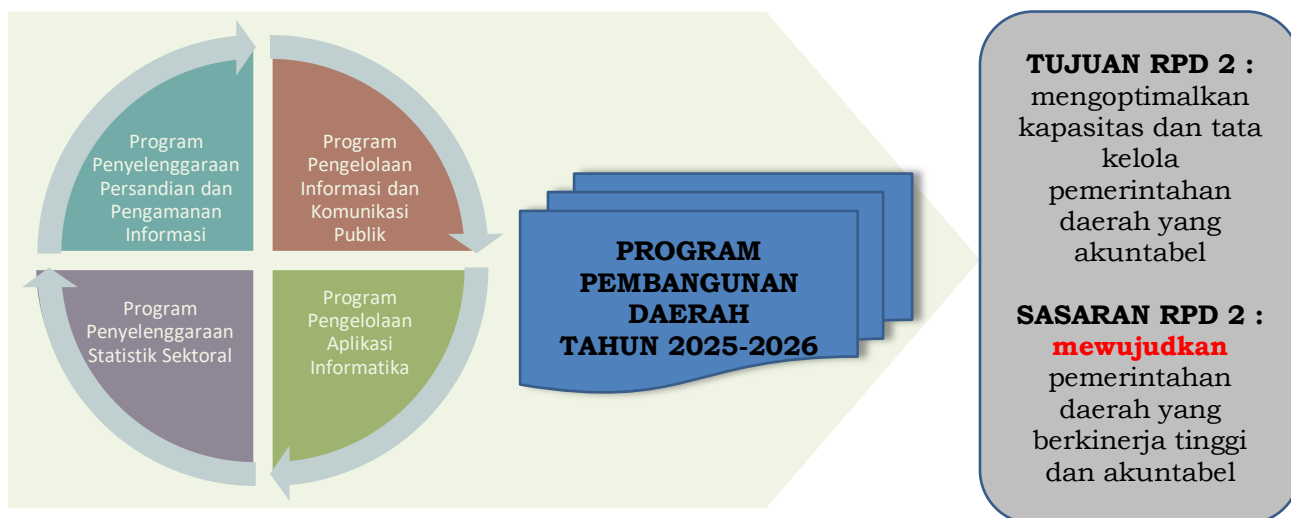 Program
Penyelenggaraan
Persandian dan
Pengamanan
Informasi
Program
Pengelolaan
Informasi dan
Komunikasi
Publik
Program
Penyelenggaraan
Statistik Sektoral
Program
Pengelolaan
Aplikasi
Informatika
PROGRAM
PEMBANGUNAN
DAERAH
TAHUN 2025-2026
TUJUAN RPD 2 :
mengoptimalkan
kapasitas dan tata
kelola
pemerintahan
daerah yang
akuntabel
SASARAN RPD 2 :
mewujudkan
pemerintahan
daerah yang
berkinerja tinggi
dan akuntabel